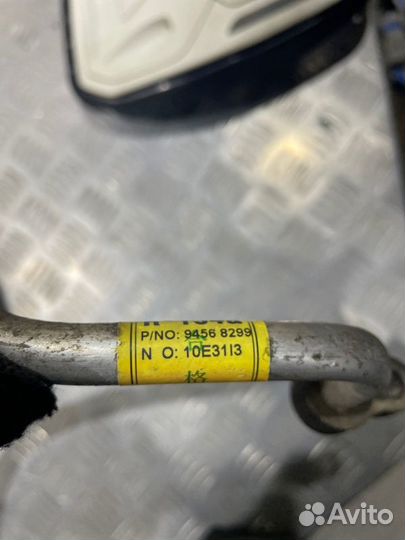 P/NO: 9456 8299
N O: 10E31I3
格
Avito